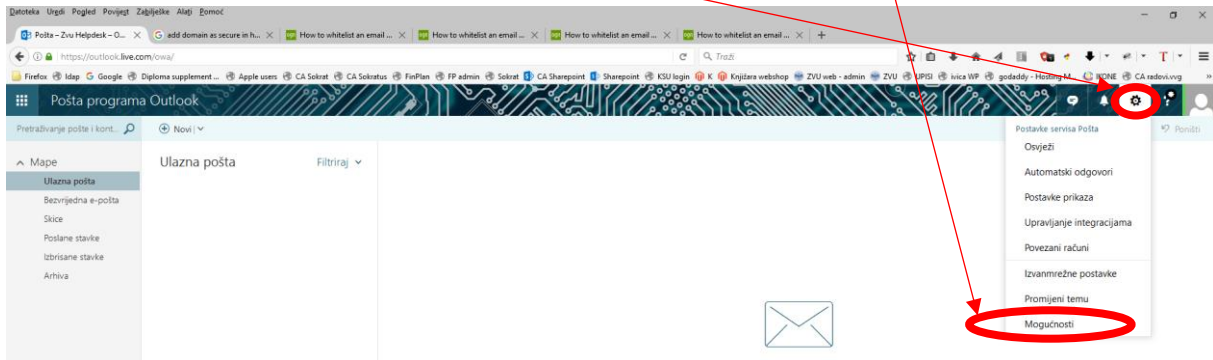 Datoteka Uredi Pogled Povijest Zabilješke Alati Pomoć
Pošta – Zvu Helpdesk – O... add domain as secure in h... How to whitelist an email ... How to whitelist an email ... How to whitelist an email ... How to whitelist an email ...
https://outlook.live.com/owa/ Traži
Firefox ldap Google Diploma supplement ... Apple users CA Sokrat CA Sokratus FinPlan FP admin Sokrat CA Sharepoint Sharepoint KSU login K Knjižara webshop ZVU web - admin ZVU UPISI ivica WP godaddy - Hosting M... IKONE CA radovi.vvg
Pošta programa Outlook
Pretraživanje pošte i kont... Novi Postavke servisa Pošta Poništi
Osvježi
Mape Ulazna pošta Filtriraj
Automatski odgovori
Ulazna pošta
Bezvrijedna e-pošta Postavke prikaza
Skice Upravljanje integracijama
Poslane stavke
Povezani računi
Izbrisane stavke
Arhiva Izvanmrežne postavke
Promijeni temu
Mogućnosti